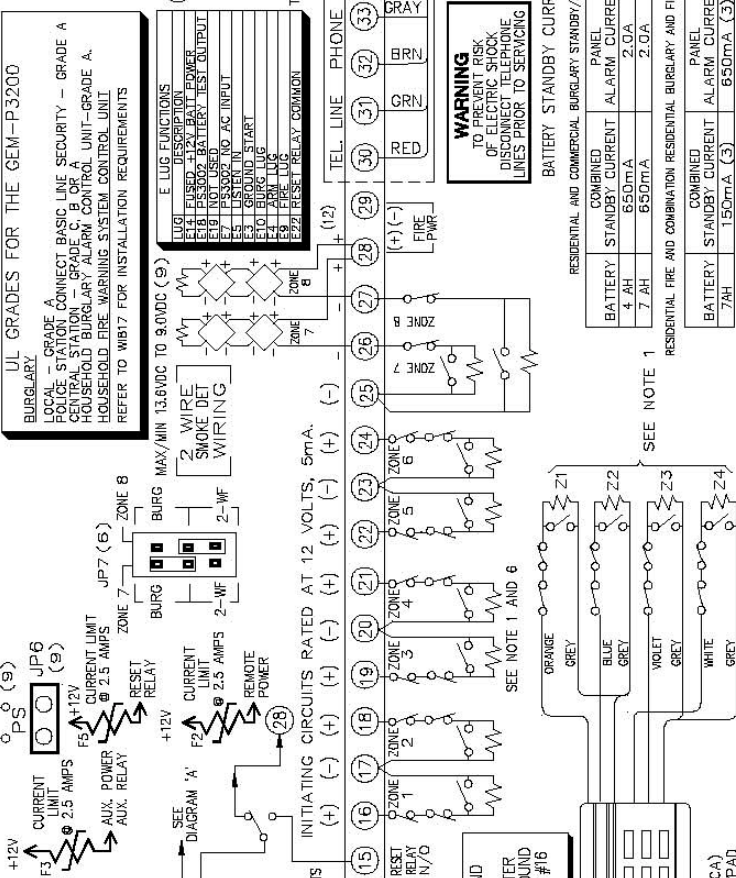 UL GRADES FOR THE GEM-P3200
BURGLARY
LOCAL - GRADE A
POLICE STATION CONNECT BASIC LINE SECURITY - GRADE A
CENTRAL STATION - GRADE C, B OR A
HOUSEHOLD BURGLARY ALARM CONTROL UNIT-GRADE A.
HOUSEHOLD FIRE WARNING SYSTEM CONTROL UNIT
REFER TO WIB17 FOR INSTALLATION REQUIREMENTS
E LUG FUNCTIONS
LUG DESCRIPTION
E14 FUSED +12V BATT POWER
E18 PS3002 BATTERY TEST OUTPUT
E19 NOT USED
E7 PS3002 NO AC INPUT
E5 LISTEN IN
E3 GROUND START
E10 BURG LUG
E4 ARM LUG
E9 FIRE LUG
E22 RESET RELAY COMMON
TEL. LINE PHONE
30 RED
31 GRN
32 BRN
33 GRAY
WARNING
TO PREVENT RISK
OF ELECTRIC SHOCK
DISCONNECT TELEPHONE
LINES PRIOR TO SERVICING
BATTERY STANDBY CURR
RESIDENTIAL AND COMMERCIAL BURGLARY STANDBY/
COMBINED PANEL
BATTERY STANDBY CURRENT ALARM CURRE
4 AH 650mA 2.0A
7 AH 650mA 2.0A
RESIDENTIAL FIRE AND COMBINATION RESIDENTIAL BURGLARY AND FI
COMBINED PANEL
BATTERY STANDBY CURRENT ALARM CURRE
7AH 150mA (3) 650mA (3)
(12)
29
28
(+)(-)
FIRE
PWR
+
-
+ +
- -
ZONE
8
+ +
- -
ZONE
7
MAX/MIN 13.6VDC TO 9.0VDC (9)
2 WIRE
SMOKE DET
WIRING
27
26
25
ZONE 8
ZONE 7
(-)
INITIATING CIRCUITS RATED AT 12 VOLTS, 5mA.
(+) (-) (+) (+) (-) (+) (+) (-) (+)
15 16 17 18 19 20 21 22 23 24
ZONE
1
ZONE
2
ZONE
3
ZONE
4
ZONE
5
ZONE
6
SEE NOTE 1 AND 6
SEE NOTE 1
JP7 (6)
ZONE 7 ZONE 8
BURG BURG
2-WF 2-WF
PS (9)
JP6
(9)
+12V
F3
CURRENT
LIMIT
@ 2.5 AMPS
AUX. POWER
AUX. RELAY
+12V
F5
CURRENT LIMIT
@ 2.5 AMPS
RESET
RELAY
+12V
F2
CURRENT
LIMIT
@ 2.5 AMPS
REMOTE
POWER
28
SEE
DIAGRAM 'A'
RESET
RELAY
N/O
Z1
ORANGE
GREY
Z2
BLUE
GREY
Z3
VIOLET
GREY
Z4
WHITE
GREY
#16